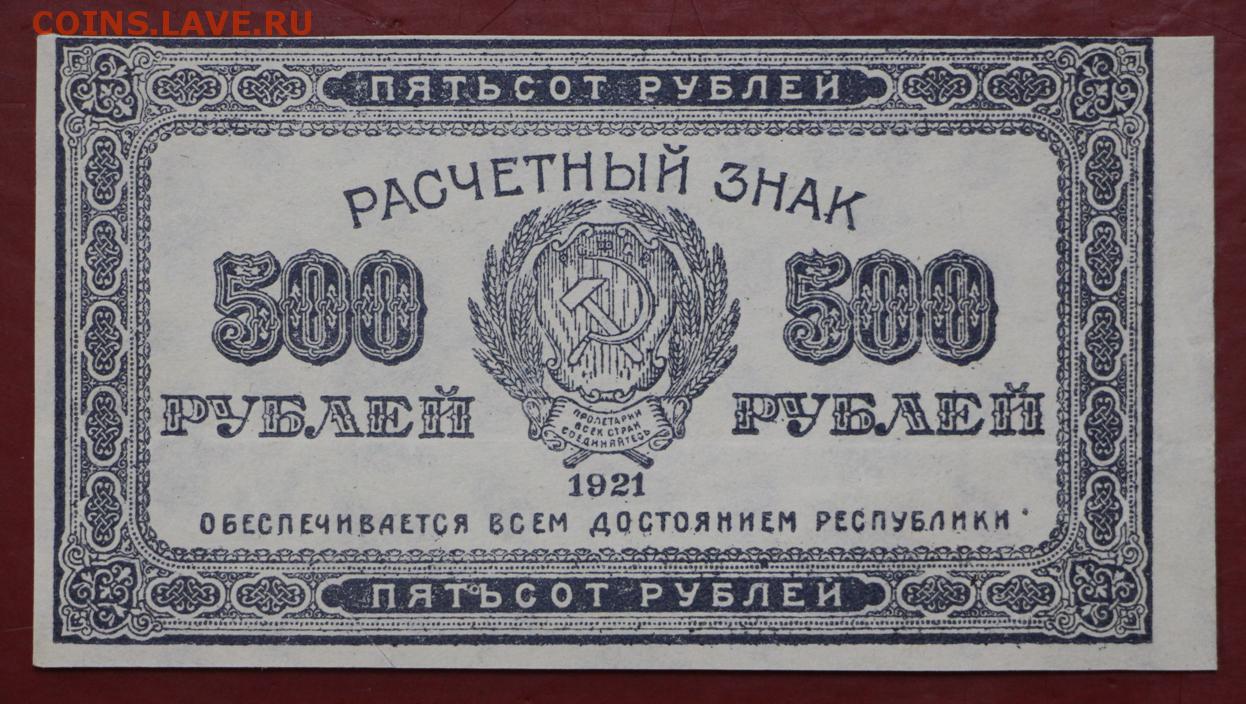 COINS.LAVE.RU
ПЯТЬСОТ РУБЛЕЙ
РАСЧЕТНЫЙ ЗНАК
500 500
РУБЛЕЙ РУБЛЕЙ
ПРОЛЕТАРИИ
ВСЕХ СТРАН
СОЕДИНЯЙТЕСЬ
1921
ОБЕСПЕЧИВАЕТСЯ ВСЕМ ДОСТОЯНИЕМ РЕСПУБЛИКИ
ПЯТЬСОТ РУБЛЕЙ